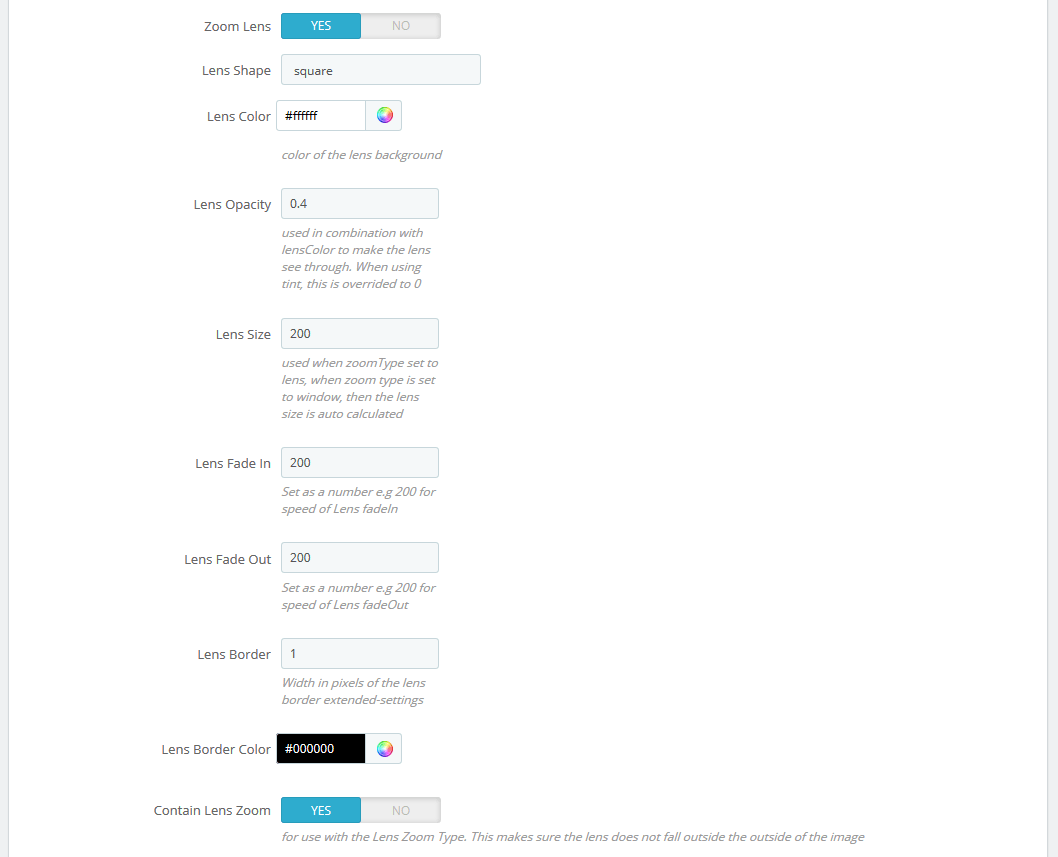 Zoom Lens YES NO
Lens Shape square
Lens Color #ffffff
color of the lens background
Lens Opacity 0.4
used in combination with
lensColor to make the lens
see through. When using
tint, this is overrided to 0
Lens Size 200
used when zoomType set to
lens, when zoom type is set
to window, then the lens
size is auto calculated
Lens Fade In 200
Set as a number e.g 200 for
speed of Lens fadeIn
Lens Fade Out 200
Set as a number e.g 200 for
speed of Lens fadeOut
Lens Border 1
Width in pixels of the lens
border extended-settings
Lens Border Color #000000
Contain Lens Zoom YES NO
for use with the Lens Zoom Type. This makes sure the lens does not fall outside the outside of the image